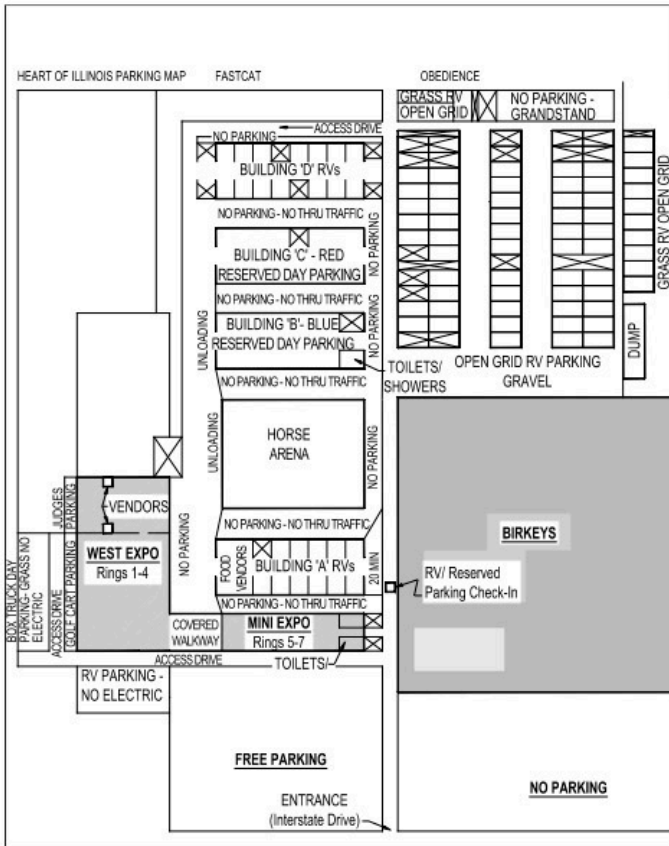 HEART OF ILLINOIS PARKING MAP
FASTCAT
OBEDIENCE
GRASS RV
OPEN GRID
NO PARKING -
GRANDSTAND
ACCESS DRIVE
NO PARKING
BUILDING 'D' RVs
NO PARKING - NO THRU TRAFFIC
NO PARKING
BUILDING 'C' - RED
RESERVED DAY PARKING
NO PARKING - NO THRU TRAFFIC
BUILDING 'B'- BLUE
RESERVED DAY PARKING
NO PARKING
UNLOADING
TOILETS/
SHOWERS
NO PARKING - NO THRU TRAFFIC
GRASS RV OPEN GRID
DUMP
OPEN GRID RV PARKING
GRAVEL
UNLOADING
HORSE
ARENA
NO PARKING
NO PARKING - NO THRU TRAFFIC
JUDGES
PARKING
VENDORS
WEST EXPO
Rings 1-4
NO PARKING
FOOD
VENDORS
BUILDING 'A' RVs
20 MIN
BIRKEYS
RV/ Reserved
Parking Check-In
NO PARKING - NO THRU TRAFFIC
BOX TRUCK DAY
PARKING- GRASS NO
ELECTRIC
ACCESS DRIVE
GOLF CART PARKING
COVERED
WALKWAY
MINI EXPO
Rings 5-7
ACCESS DRIVE
TOILETS/
RV PARKING -
NO ELECTRIC
FREE PARKING
NO PARKING
ENTRANCE
(Interstate Drive)